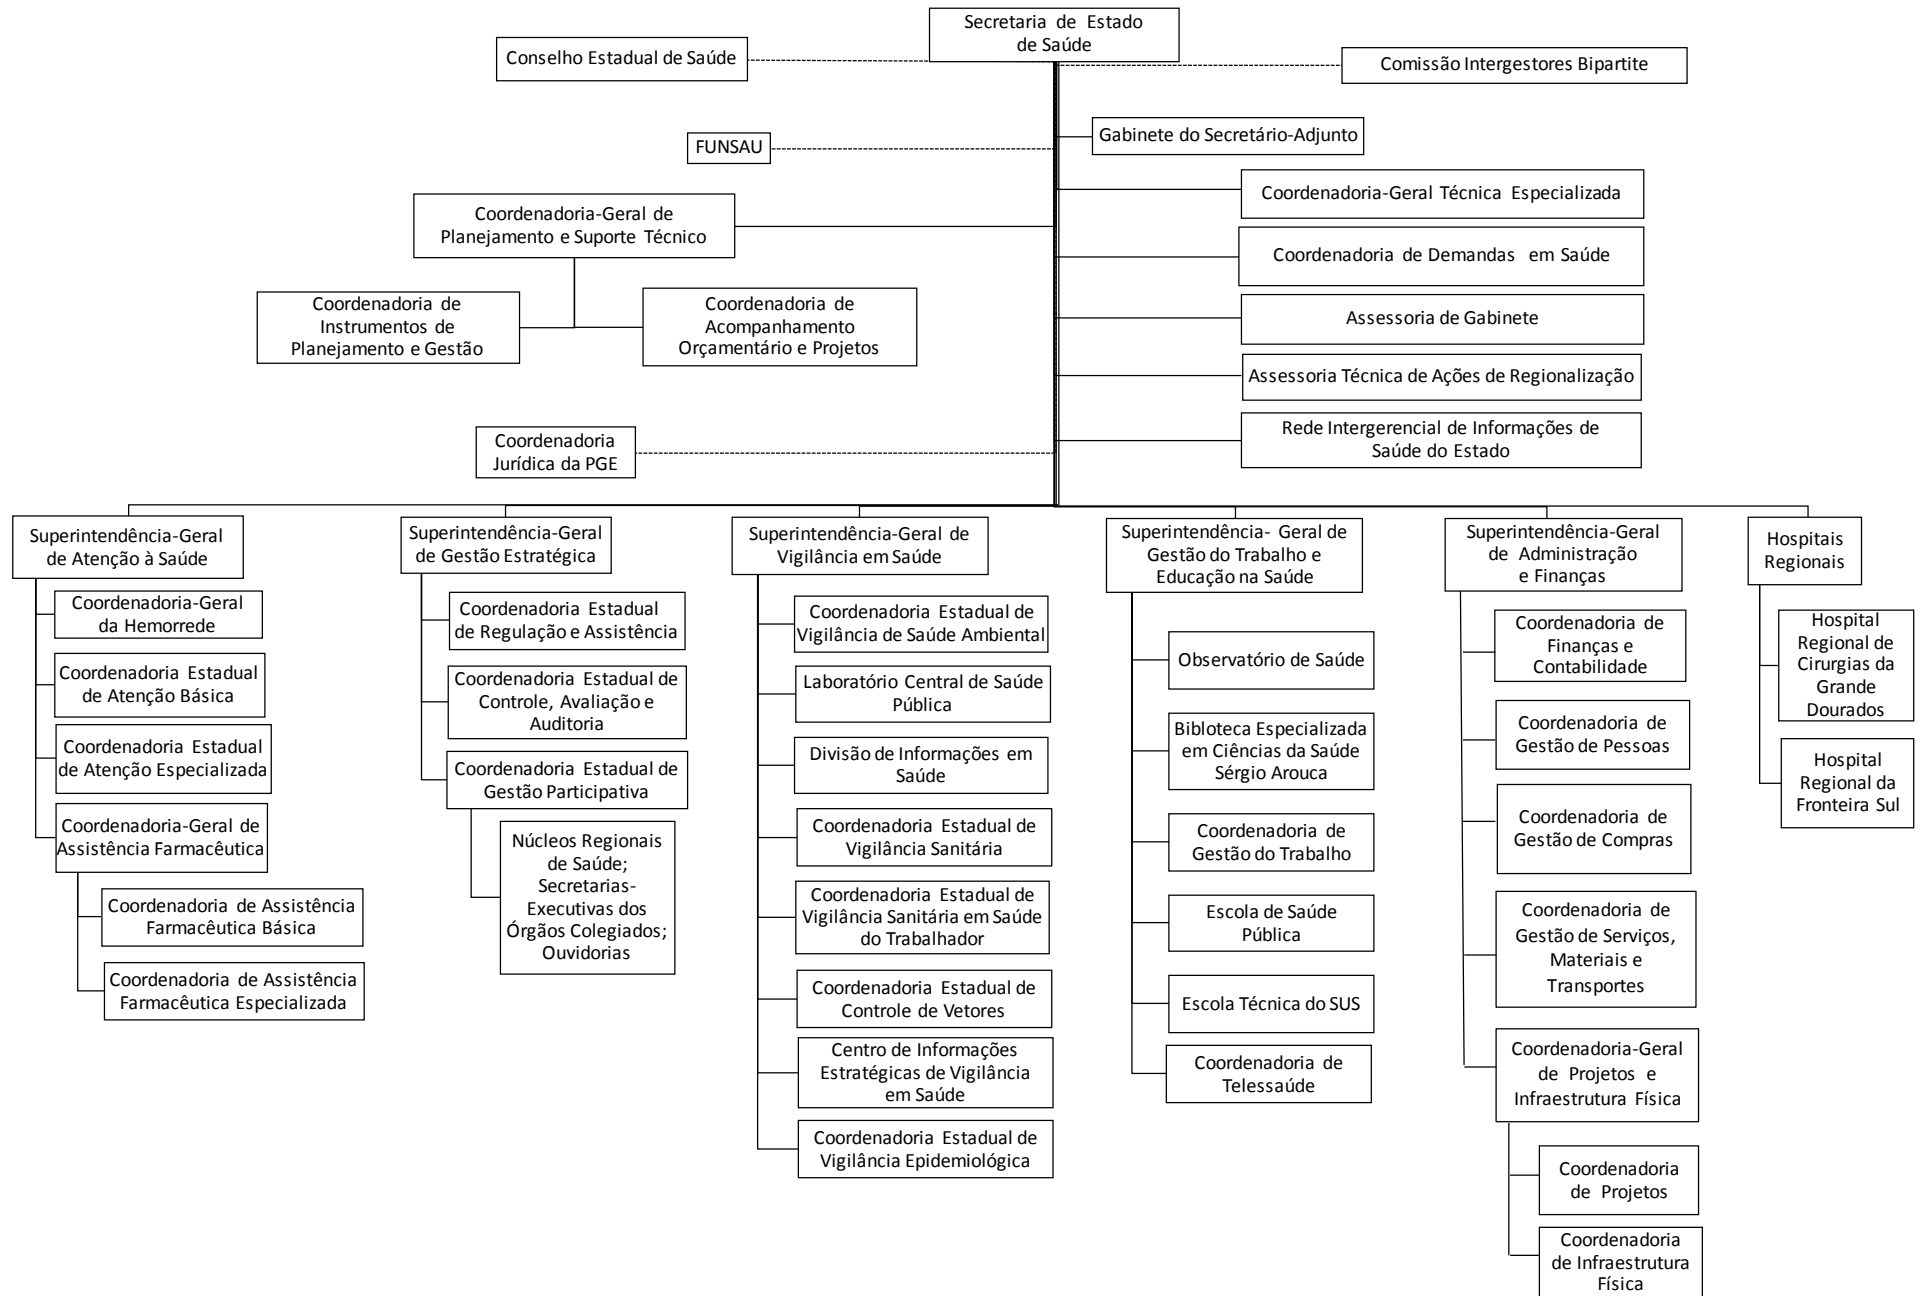 Secretaria de Estado
de Saúde
Conselho Estadual de Saúde
Comissão Intergestores Bipartite
Gabinete do Secretário-Adjunto
FUNSAU
Coordenadoria-Geral Técnica Especializada
Coordenadoria-Geral de
Planejamento e Suporte Técnico
Coordenadoria de Demandas em Saúde
Coordenadoria de
Instrumentos de
Planejamento e Gestão
Coordenadoria de
Acompanhamento
Orçamentário e Projetos
Assessoria de Gabinete
Assessoria Técnica de Ações de Regionalização
Rede Intergerencial de Informações de
Saúde do Estado
Coordenadoria
Jurídica da PGE
Superintendência-Geral
de Atenção à Saúde
Coordenadoria-Geral
da Hemorrede
Coordenadoria Estadual
de Atenção Básica
Coordenadoria Estadual
de Atenção Especializada
Coordenadoria-Geral de
Assistência Farmacêutica
Coordenadoria de Assistência
Farmacêutica Básica
Coordenadoria de Assistência
Farmacêutica Especializada
Superintendência-Geral
de Gestão Estratégica
Coordenadoria Estadual
de Regulação e Assistência
Coordenadoria Estadual de
Controle, Avaliação e
Auditoria
Coordenadoria Estadual de
Gestão Participativa
Núcleos Regionais
de Saúde;
Secretarias-
Executivas dos
Órgãos Colegiados;
Ouvidorias
Superintendência-Geral de
Vigilância em Saúde
Coordenadoria Estadual de
Vigilância de Saúde Ambiental
Laboratório Central de Saúde
Pública
Divisão de Informações em
Saúde
Coordenadoria Estadual de
Vigilância Sanitária
Coordenadoria Estadual de
Vigilância Sanitária em Saúde
do Trabalhador
Coordenadoria Estadual de
Controle de Vetores
Centro de Informações
Estratégicas de Vigilância
em Saúde
Coordenadoria Estadual de
Vigilância Epidemiológica
Superintendência- Geral de
Gestão do Trabalho e
Educação na Saúde
Observatório de Saúde
Bibloteca Especializada
em Ciências da Saúde
Sérgio Arouca
Coordenadoria de
Gestão do Trabalho
Escola de Saúde
Pública
Escola Técnica do SUS
Coordenadoria de
Telessaúde
Superintendência-Geral
de Administração
e Finanças
Coordenadoria de
Finanças e
Contabilidade
Coordenadoria de
Gestão de Pessoas
Coordenadoria de
Gestão de Compras
Coordenadoria de
Gestão de Serviços,
Materiais e
Transportes
Coordenadoria-Geral
de Projetos e
Infraestrutura Física
Coordenadoria
de Projetos
Coordenadoria
de Infraestrutura
Física
Hospitais
Regionais
Hospital
Regional de
Cirurgias da
Grande
Dourados
Hospital
Regional da
Fronteira Sul